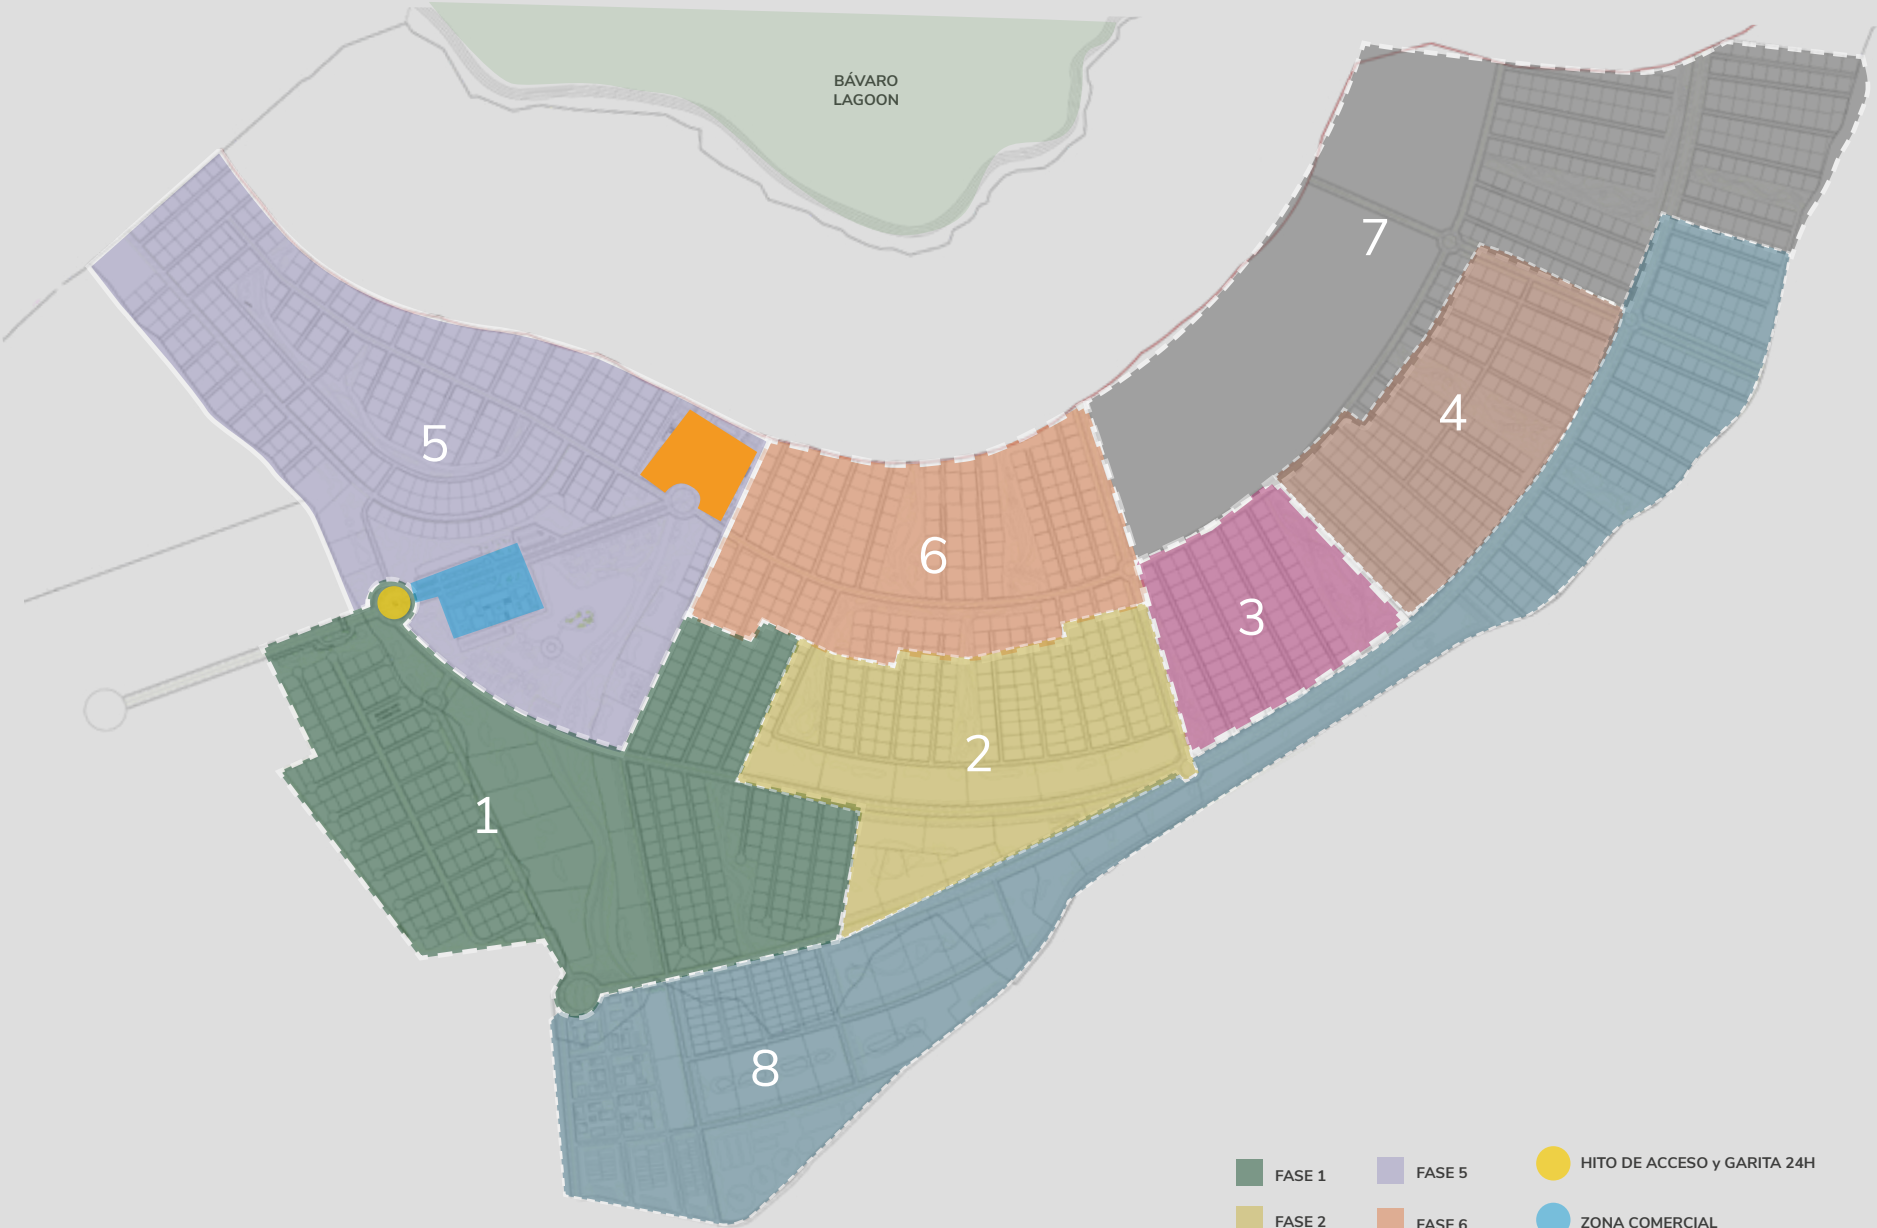 BÁVARO
LAGOON
7
4
5
6
3
2
1
8
FASE 1
FASE 5
HITO DE ACCESO y GARITA 24H
FASE 2
FASE 6
ZONA COMERCIAL